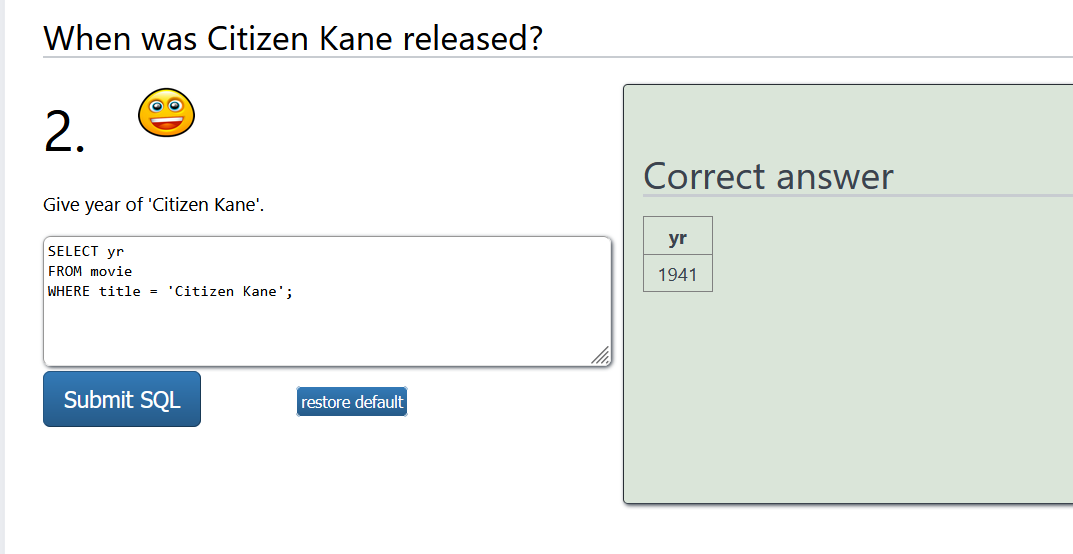 When was Citizen Kane released?
2.
Give year of 'Citizen Kane'.
SELECT yr
FROM movie
WHERE title = 'Citizen Kane';
Submit SQL
restore default
Correct answer
yr
1941